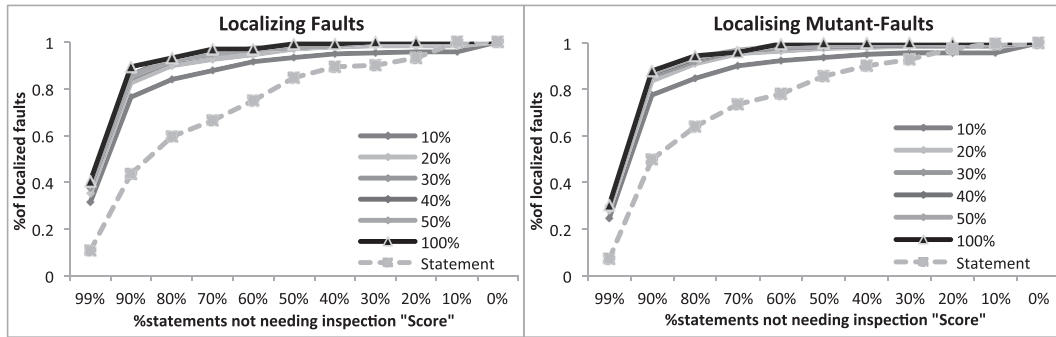 Localizing Faults
%of localized faults
1
0.8
0.6
0.4
0.2
0
10%
20%
30%
40%
50%
100%
Statement
99% 90% 80% 70% 60% 50% 40% 30% 20% 10% 0%
%statements not needing inspection "Score"
Localising Mutant-Faults
%of localized faults
1
0.8
0.6
0.4
0.2
0
10%
20%
30%
40%
50%
100%
Statement
99% 90% 80% 70% 60% 50% 40% 30% 20% 10% 0%
%statements not needing inspection "Score"